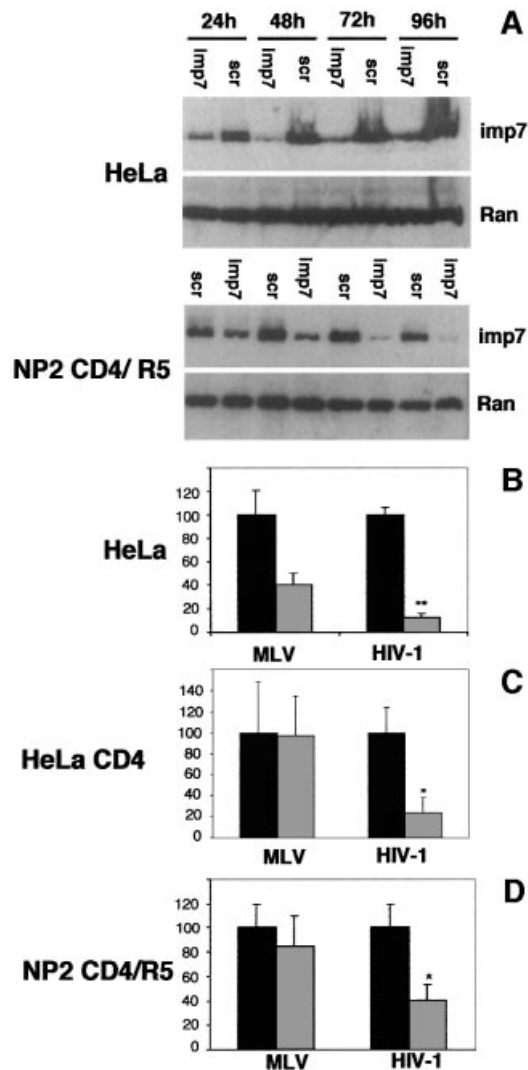 24h 48h 72h 96h A
Imp7 scr Imp7 scr Imp7 scr Imp7 scr
imp7
HeLa
Ran
scr Imp7 scr Imp7 scr Imp7 scr Imp7
imp7
NP2 CD4/ R5
Ran
B
120
100
80
60
40
20
0
HeLa
**
MLV HIV-1
C
140
120
100
80
60
40
20
0
HeLa CD4
*
MLV HIV-1
D
120
100
80
60
40
20
0
NP2 CD4/R5
*
MLV HIV-1